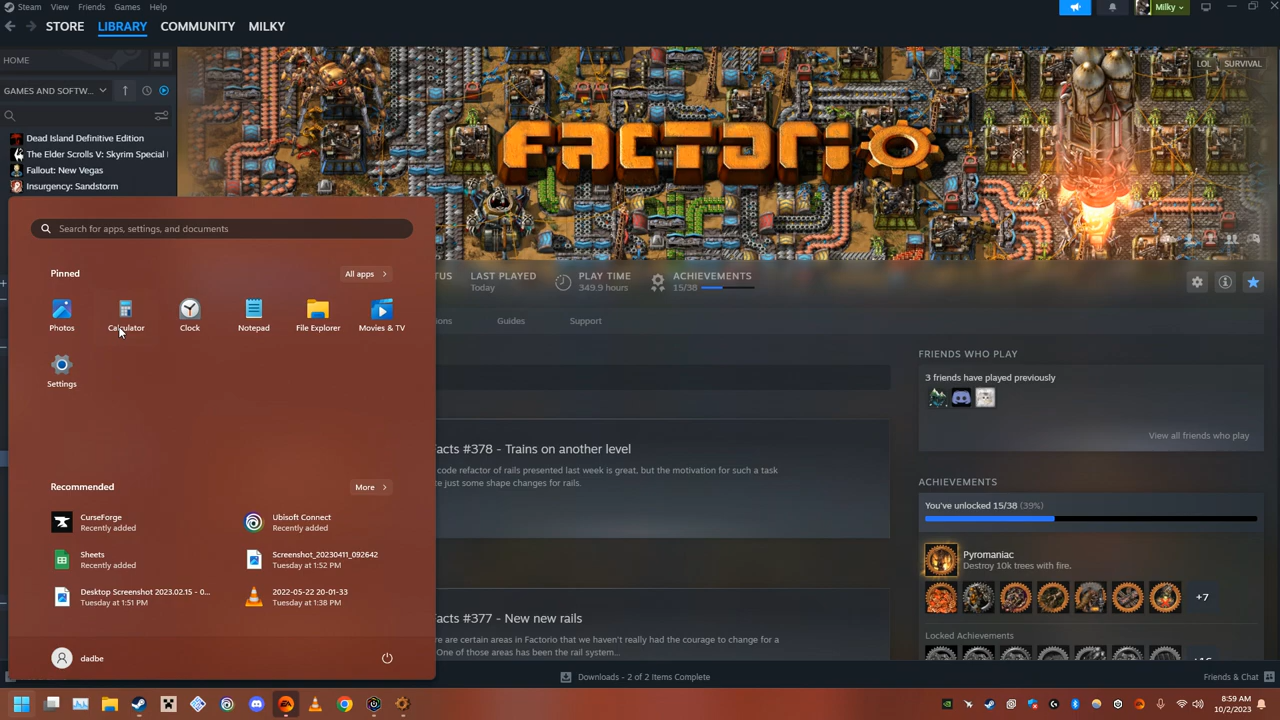 Steam View Friends Games Help
Milky
STORE LIBRARY COMMUNITY MILKY
HOME
LOL SURVIVAL
GAMES AND SOFTW...
Dead Island Definitive Edition
The Elder Scrolls V: Skyrim Special
Fallout: New Vegas
Insurgency: Sandstorm
FACTORIO
Search for apps, settings, and documents
Pinned
All apps
Photos
Calculator
Clock
Notepad
File Explorer
Movies & TV
Settings
Recommended
More
CurseForge
Recently added
Ubisoft Connect
Recently added
Sheets
Recently added
Screenshot_20230411_092642
Tuesday at 1:52 PM
Desktop Screenshot 2023.02.15 - 0...
Tuesday at 1:51 PM
2022-05-22 20-01-33
Tuesday at 1:38 PM
dadbe
TUS
LAST PLAYED
Today
PLAY TIME
349.9 hours
ACHIEVEMENTS
15/38
ions
Guides
Support
acts #378 - Trains on another level
code refactor of rails presented last week is great, but the motivation for such a task
te just some shape changes for rails.
acts #377 - New new rails
re are certain areas in Factorio that we haven't really had the courage to change for a
One of those areas has been the rail system...
FRIENDS WHO PLAY
3 friends have played previously
View all friends who play
ACHIEVEMENTS
You've unlocked 15/38 (39%)
Pyromaniac
Destroy 10k trees with fire.
+7
Locked Achievements
Downloads - 2 of 2 Items Complete
Friends & Chat
EA
8:59 AM
10/2/2023